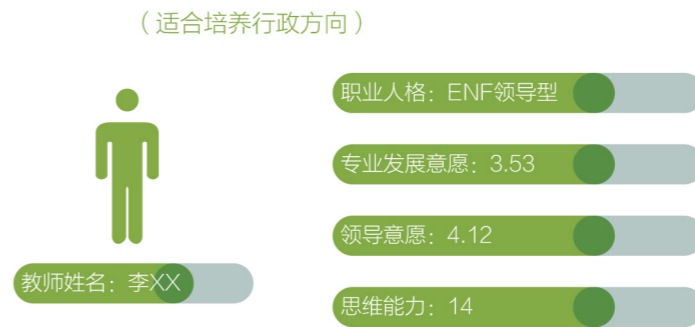 （适合培养行政方向）
职业人格：ENF领导型
专业发展意愿：3.53
领导意愿：4.12
教师姓名：李XX
思维能力：14